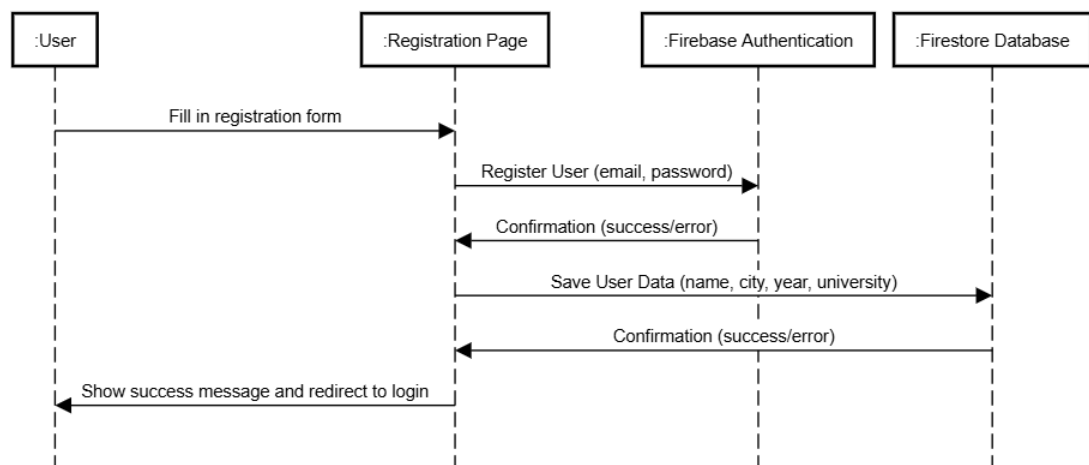 :User
:Registration Page
:Firebase Authentication
:Firestore Database
Fill in registration form
Register User (email, password)
Confirmation (success/error)
Save User Data (name, city, year, university)
Confirmation (success/error)
Show success message and redirect to login